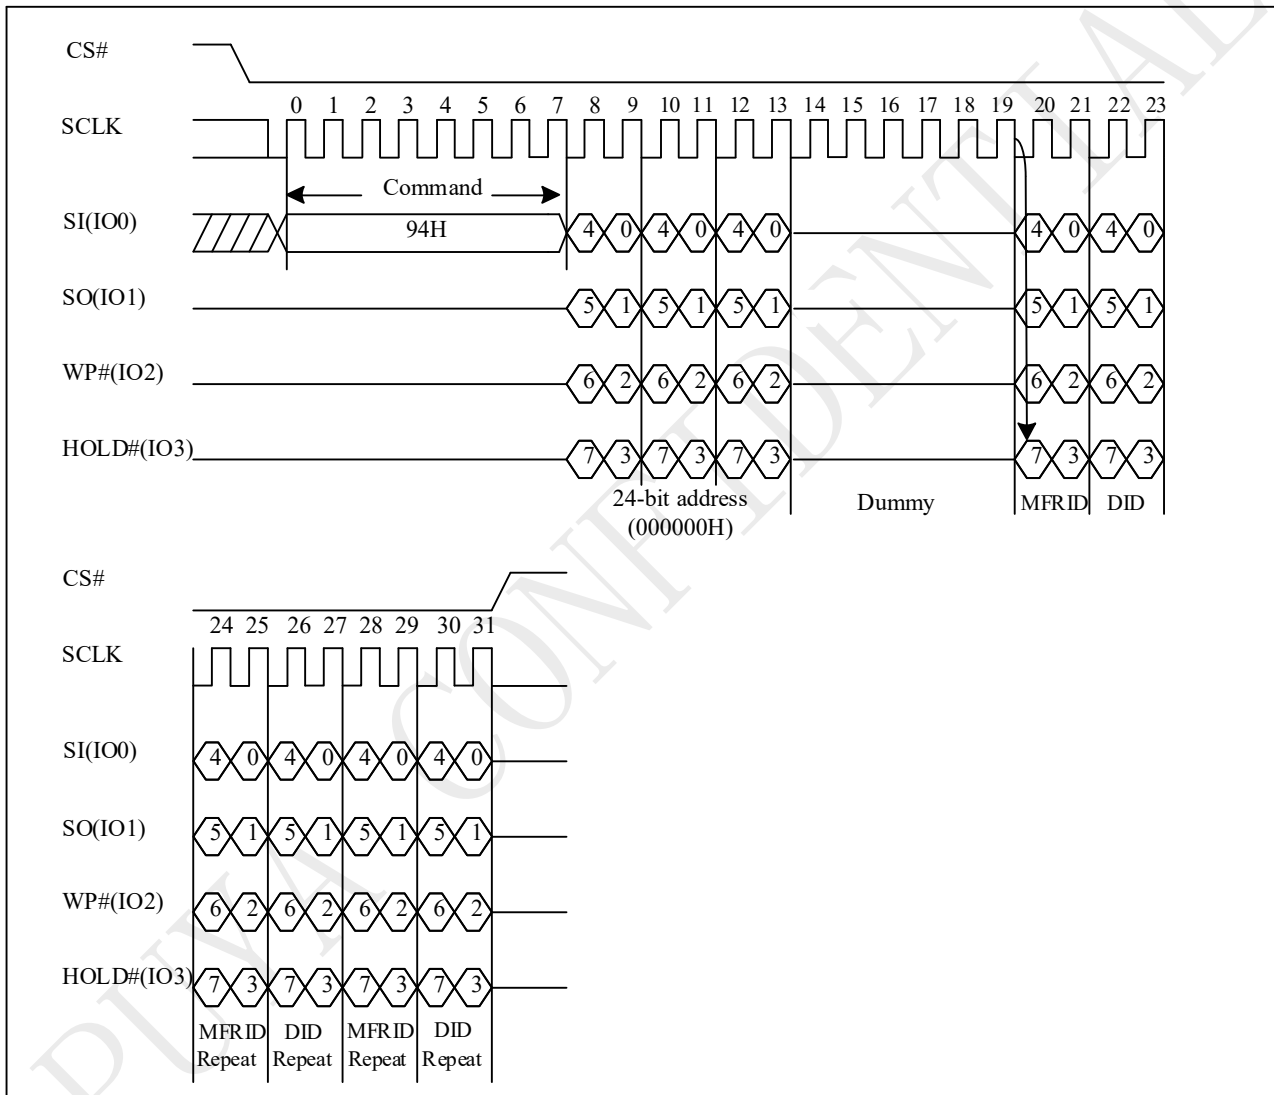 CS#
0 1 2 3 4 5 6 7 8 9 10 11 12 13 14 15 16 17 18 19 20 21 22 23
SCLK
Command
SI(IO0) 94H 4 0 4 0 4 0 4 0 4 0
SO(IO1) 5 1 5 1 5 1 5 1 5 1
WP#(IO2) 6 2 6 2 6 2 6 2 6 2
HOLD#(IO3) 7 3 7 3 7 3 7 3 7 3
24-bit address Dummy MFRID DID
(000000H)
CS#
24 25 26 27 28 29 30 31
SCLK
SI(IO0) 4 0 4 0 4 0 4 0
SO(IO1) 5 1 5 1 5 1 5 1
WP#(IO2) 6 2 6 2 6 2 6 2
HOLD#(IO3) 7 3 7 3 7 3 7 3
MFRID DID MFRID DID
Repeat Repeat Repeat Repeat
PUYA CONFIDENTIAL